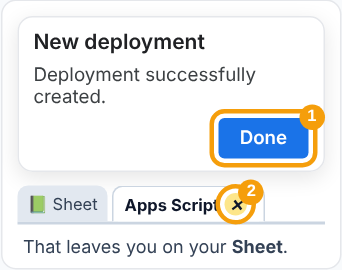 New deployment
Deployment successfully
created.
1
Done
2
Sheet
Apps Script ×
That leaves you on your Sheet.